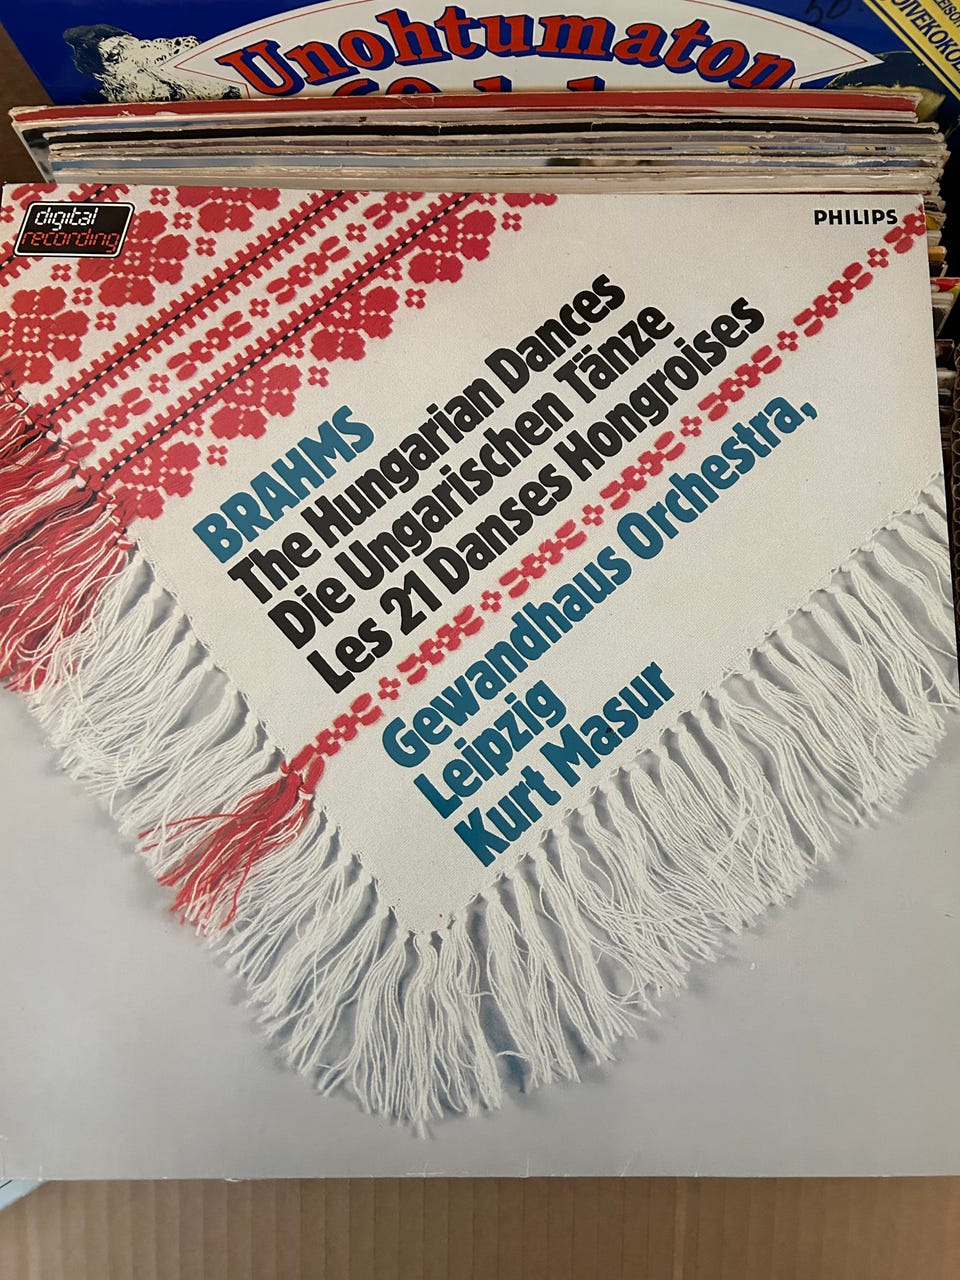 Unohtumaton
digital
recording
PHILIPS
BRAHMS
The Hungarian Dances
Die Ungarischen Tänze
Les 21 Danses Hongroises
Gewandhaus Orchestra,
Leipzig
Kurt Masur